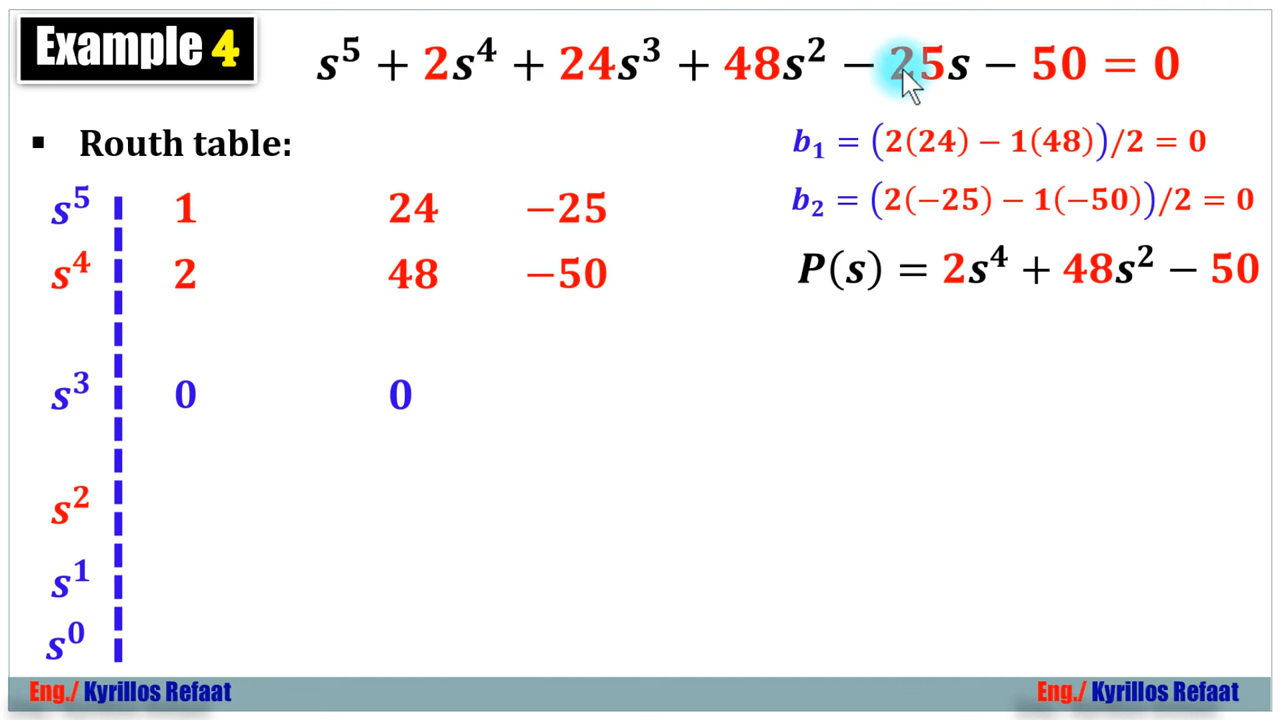 Example 4
s⁵ + 2s⁴ + 24s³ + 48s² − 25s − 50 = 0
▪ Routh table:
b₁ = (2(24) − 1(48))/2 = 0
b₂ = (2(−25) − 1(−50))/2 = 0
P(s) = 2s⁴ + 48s² − 50
s⁵ 1 24 −25
s⁴ 2 48 −50
s³ 0 0
s²
s¹
s⁰
Eng./ Kyrillos Refaat
Eng./ Kyrillos Refaat